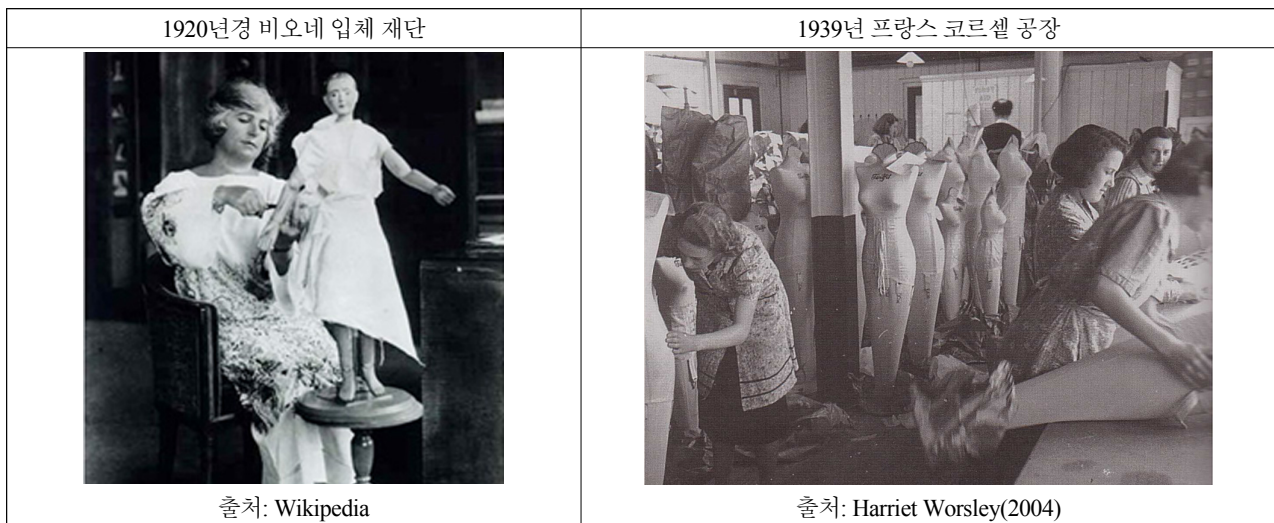 1920년경 비오네 입체 재단
1939년 프랑스 코르셀 공장
출처: Wikipedia
출처: Harriet Worsley(2004)